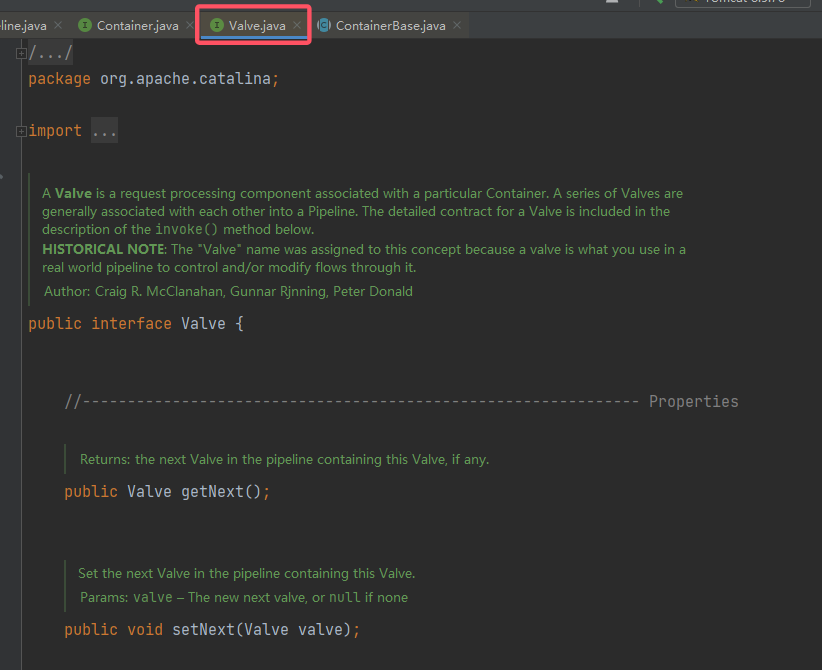 line.java Container.java Valve.java ContainerBase.java
/.../
package org.apache.catalina;
import ...
A Valve is a request processing component associated with a particular Container. A series of Valves are
generally associated with each other into a Pipeline. The detailed contract for a Valve is included in the
description of the invoke() method below.
HISTORICAL NOTE: The "Valve" name was assigned to this concept because a valve is what you use in a
real world pipeline to control and/or modify flows through it.
Author: Craig R. McClanahan, Gunnar Rjnning, Peter Donald
public interface Valve {
//-------------------------------------------------------------- Properties
Returns: the next Valve in the pipeline containing this Valve, if any.
public Valve getNext();
Set the next Valve in the pipeline containing this Valve.
Params: valve – The new next valve, or null if none
public void setNext(Valve valve);